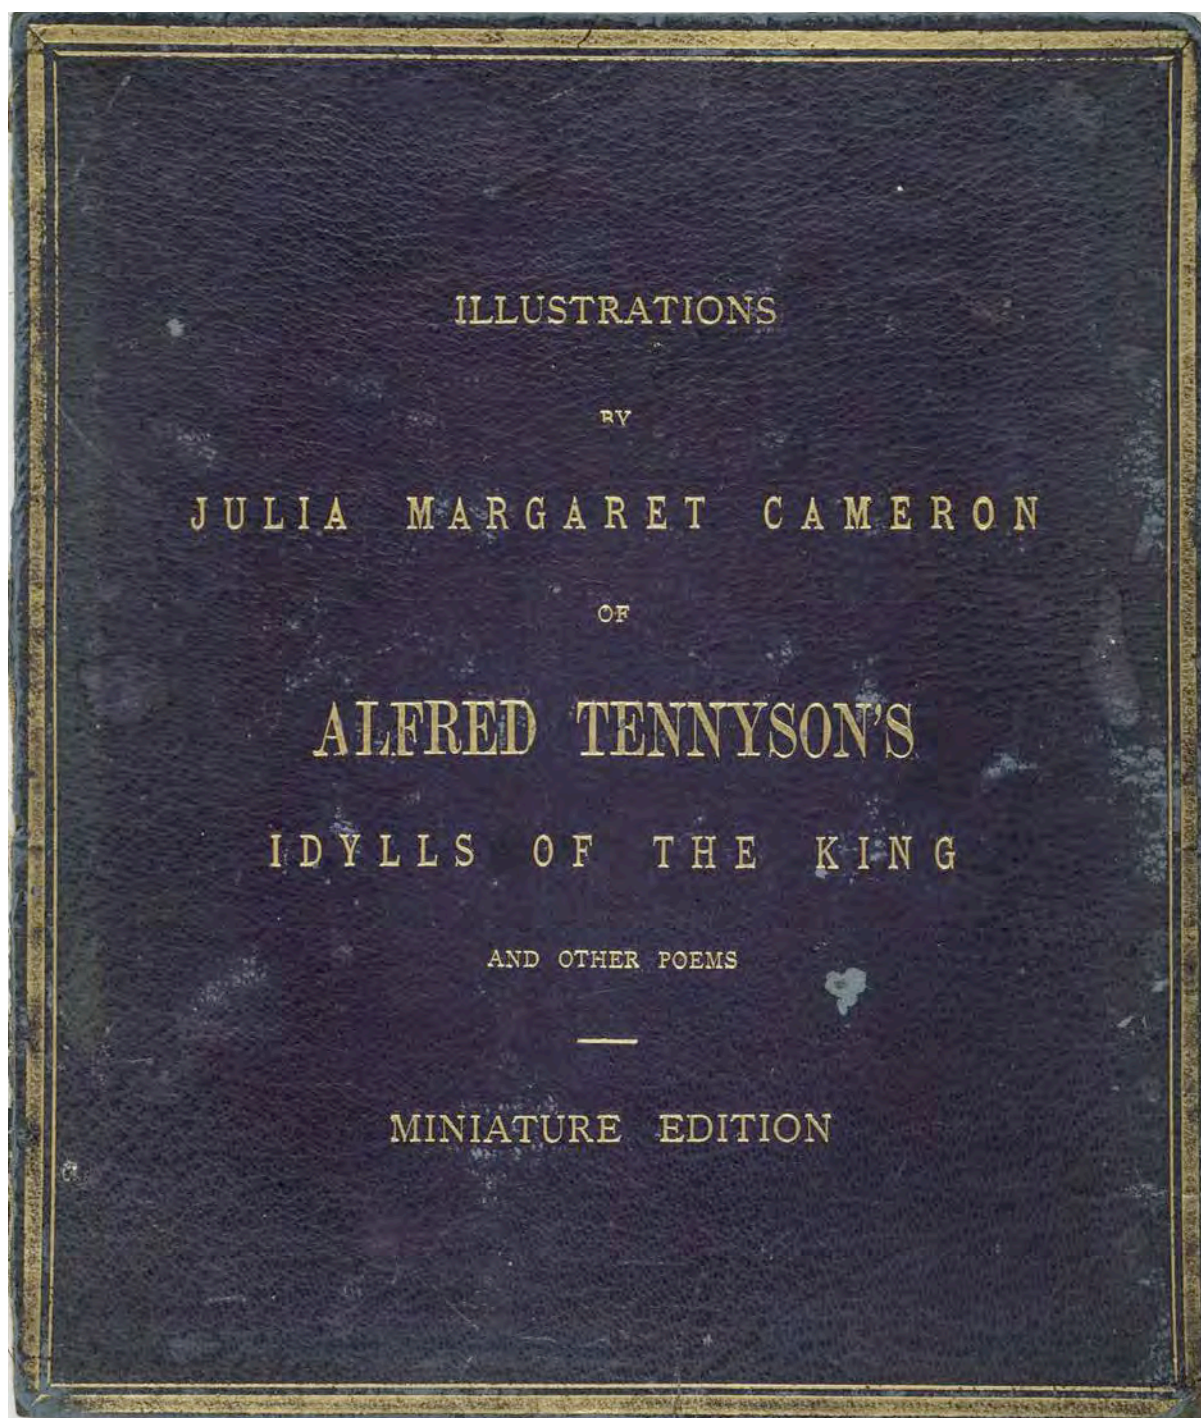 ILLUSTRATIONS
BY
JULIA MARGARET CAMERON
OF
ALFRED TENNYSON'S
IDYLLS OF THE KING
AND OTHER POEMS
MINIATURE EDITION